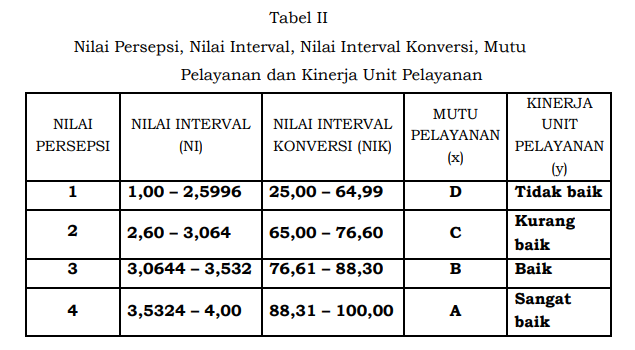 Tabel II
Nilai Persepsi, Nilai Interval, Nilai Interval Konversi, Mutu
Pelayanan dan Kinerja Unit Pelayanan
NILAI PERSEPSI | NILAI INTERVAL (NI) | NILAI INTERVAL KONVERSI (NIK) | MUTU PELAYANAN (x) | KINERJA UNIT PELAYANAN (y)
1 | 1,00 – 2,5996 | 25,00 – 64,99 | D | Tidak baik
2 | 2,60 – 3,064 | 65,00 – 76,60 | C | Kurang baik
3 | 3,0644 – 3,532 | 76,61 – 88,30 | B | Baik
4 | 3,5324 – 4,00 | 88,31 – 100,00 | A | Sangat baik